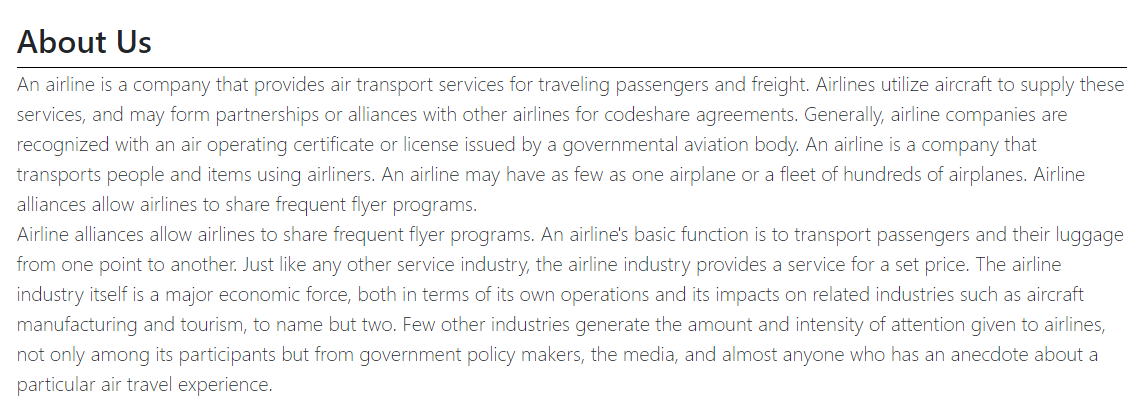 About Us
An airline is a company that provides air transport services for traveling passengers and freight. Airlines utilize aircraft to supply these
services, and may form partnerships or alliances with other airlines for codeshare agreements. Generally, airline companies are
recognized with an air operating certificate or license issued by a governmental aviation body. An airline is a company that
transports people and items using airliners. An airline may have as few as one airplane or a fleet of hundreds of airplanes. Airline
alliances allow airlines to share frequent flyer programs.
Airline alliances allow airlines to share frequent flyer programs. An airline's basic function is to transport passengers and their luggage
from one point to another. Just like any other service industry, the airline industry provides a service for a set price. The airline
industry itself is a major economic force, both in terms of its own operations and its impacts on related industries such as aircraft
manufacturing and tourism, to name but two. Few other industries generate the amount and intensity of attention given to airlines,
not only among its participants but from government policy makers, the media, and almost anyone who has an anecdote about a
particular air travel experience.